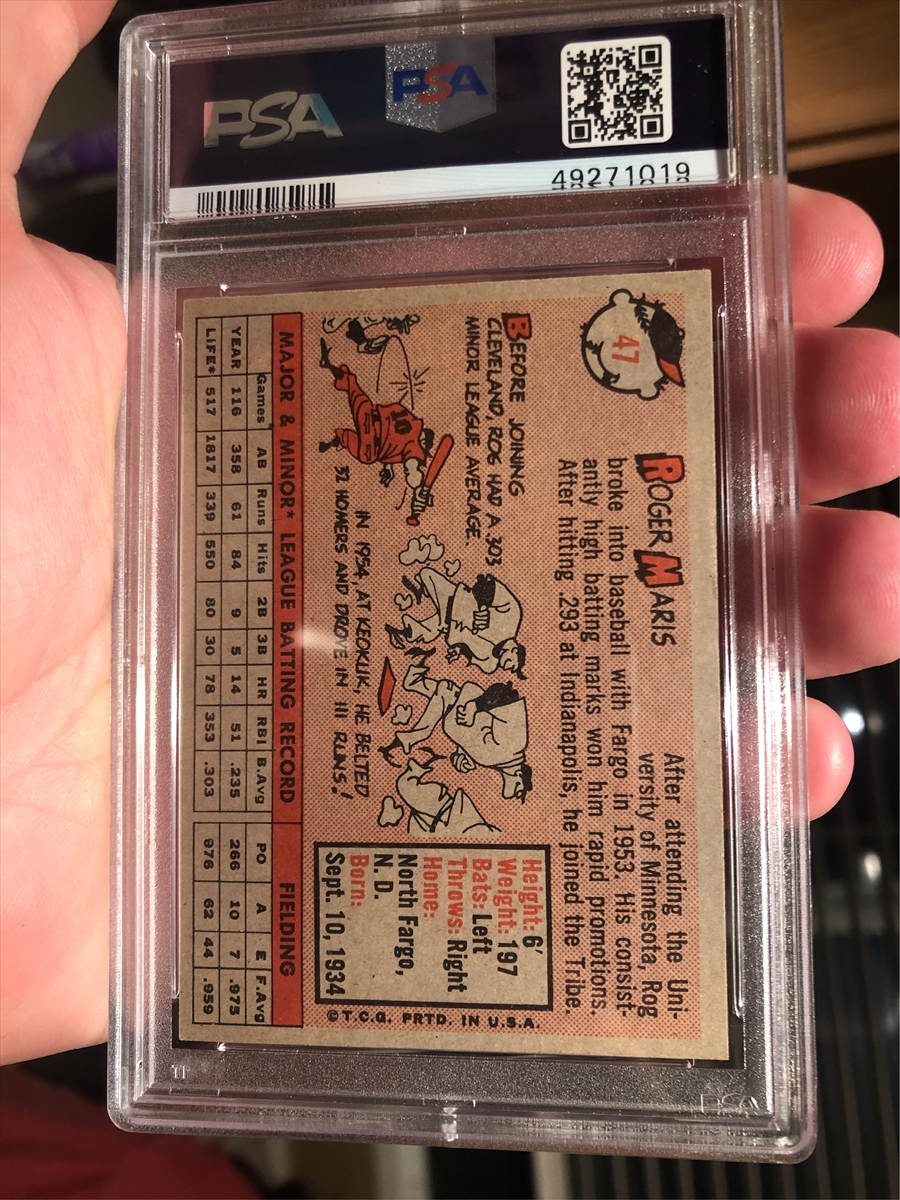 PSA
PSA
49271019
47
ROGER MARIS
After attending the Uni-
versity of Minnesota, Rog
broke into baseball with Fargo in 1953. His consist-
antly high batting marks won him rapid promotions.
After hitting .293 at Indianapolis, he joined the Tribe.
BEFORE JOINING
CLEVELAND, ROG HAD A .303
MINOR LEAGUE AVERAGE.
10
IN 1954, AT KEOKUK, HE BELTED
32 HOMERS AND DROVE IN 111 RUNS!
Height: 6'
Weight: 197
Bats: Left
Throws: Right
Home:
North Fargo,
N. D.
Born:
Sept. 10, 1934
©T.C.G. PRTD. IN U.S.A.
MAJOR & MINOR* LEAGUE BATTING RECORD FIELDING
Games AB Runs Hits 2B 3B HR RBI B.Avg PO A E F.Avg
YEAR 116 358 61 84 9 5 14 51 .235 266 10 7 .975
LIFE* 517 1817 339 550 80 30 78 353 .303 976 62 44 .959
PSA